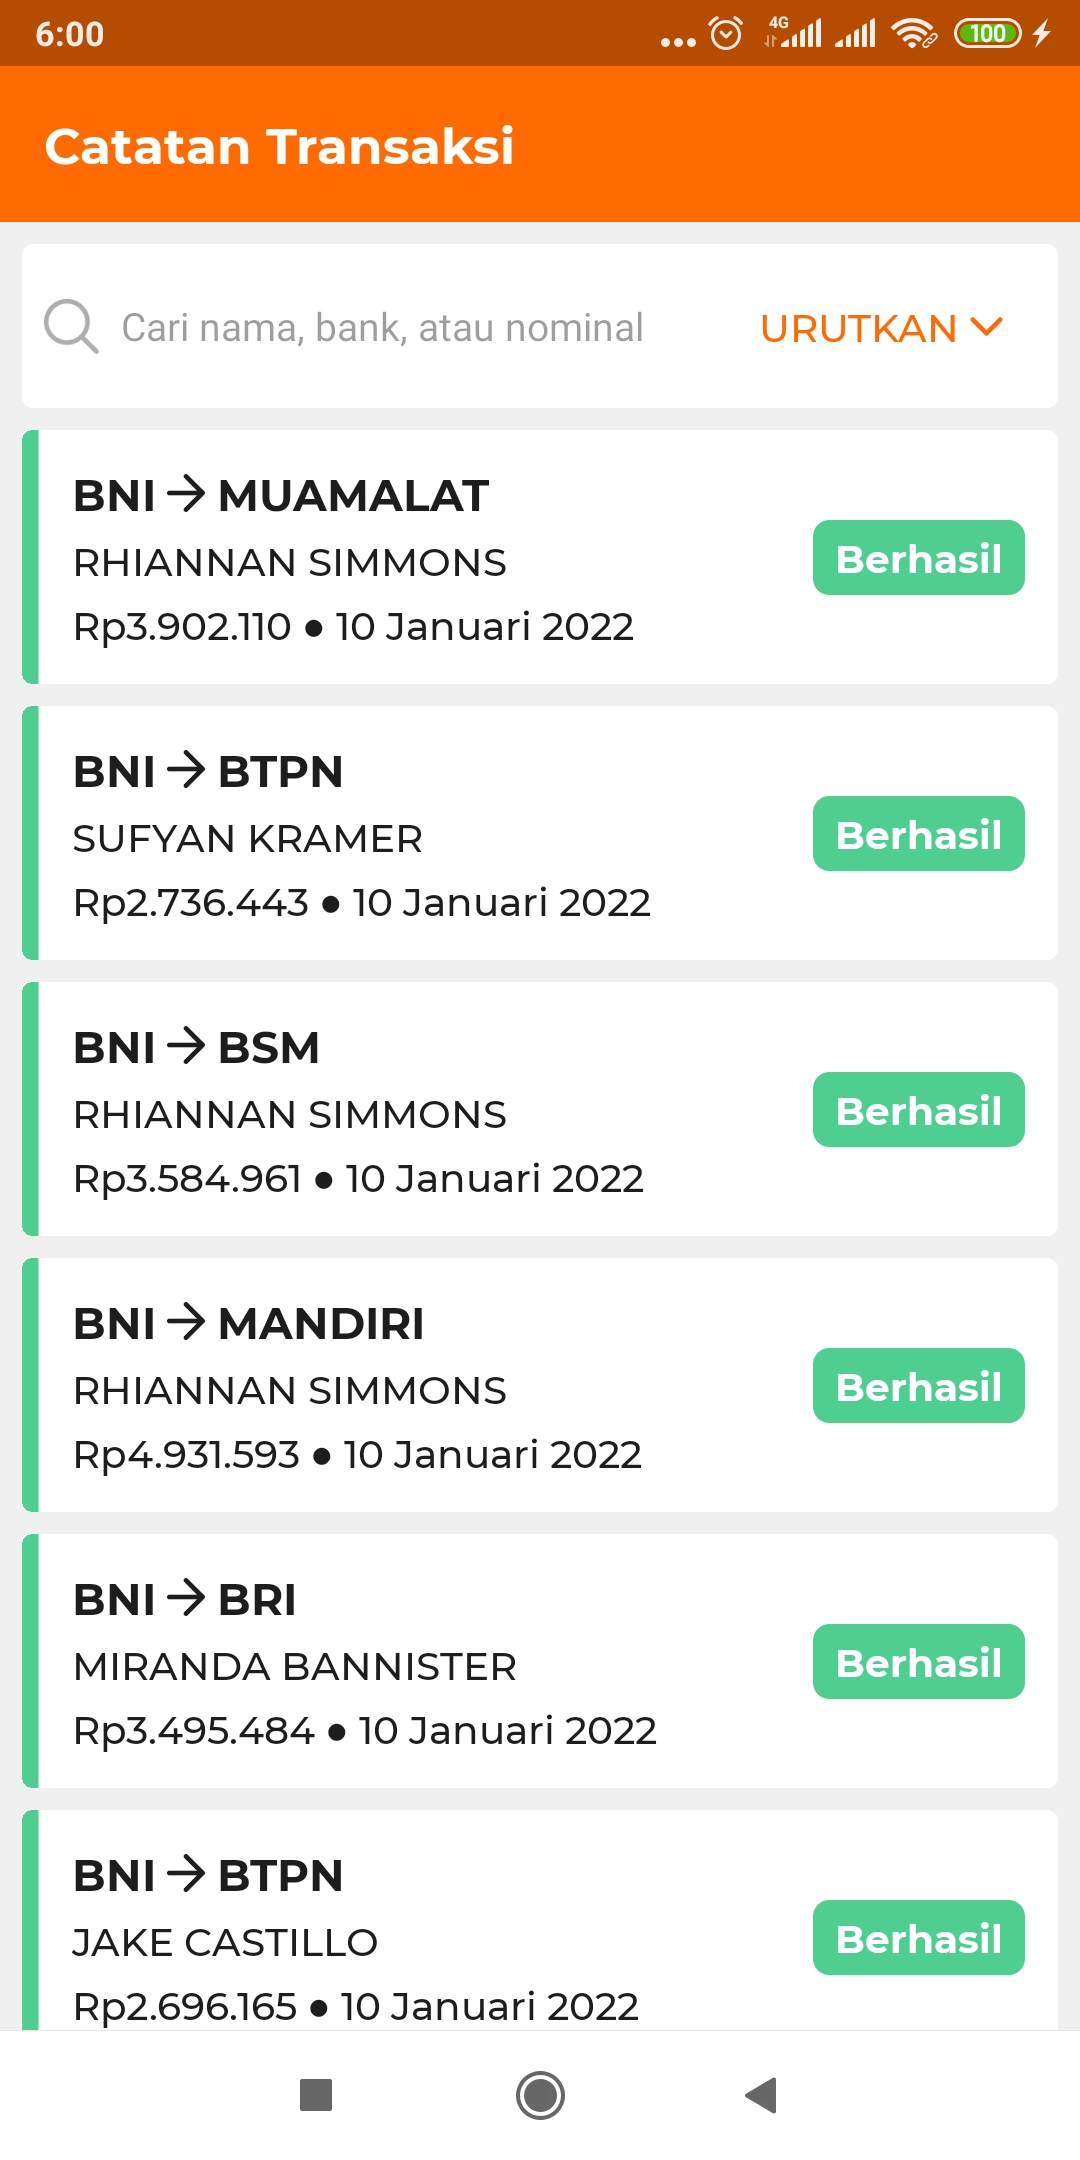 6:00
4G
100
Catatan Transaksi
Cari nama, bank, atau nominal
URUTKAN
BNI → MUAMALAT
RHIANNAN SIMMONS
Berhasil
Rp3.902.110 ● 10 Januari 2022
BNI → BTPN
SUFYAN KRAMER
Berhasil
Rp2.736.443 ● 10 Januari 2022
BNI → BSM
RHIANNAN SIMMONS
Berhasil
Rp3.584.961 ● 10 Januari 2022
BNI → MANDIRI
RHIANNAN SIMMONS
Berhasil
Rp4.931.593 ● 10 Januari 2022
BNI → BRI
MIRANDA BANNISTER
Berhasil
Rp3.495.484 ● 10 Januari 2022
BNI → BTPN
JAKE CASTILLO
Berhasil
Rp2.696.165 ● 10 Januari 2022